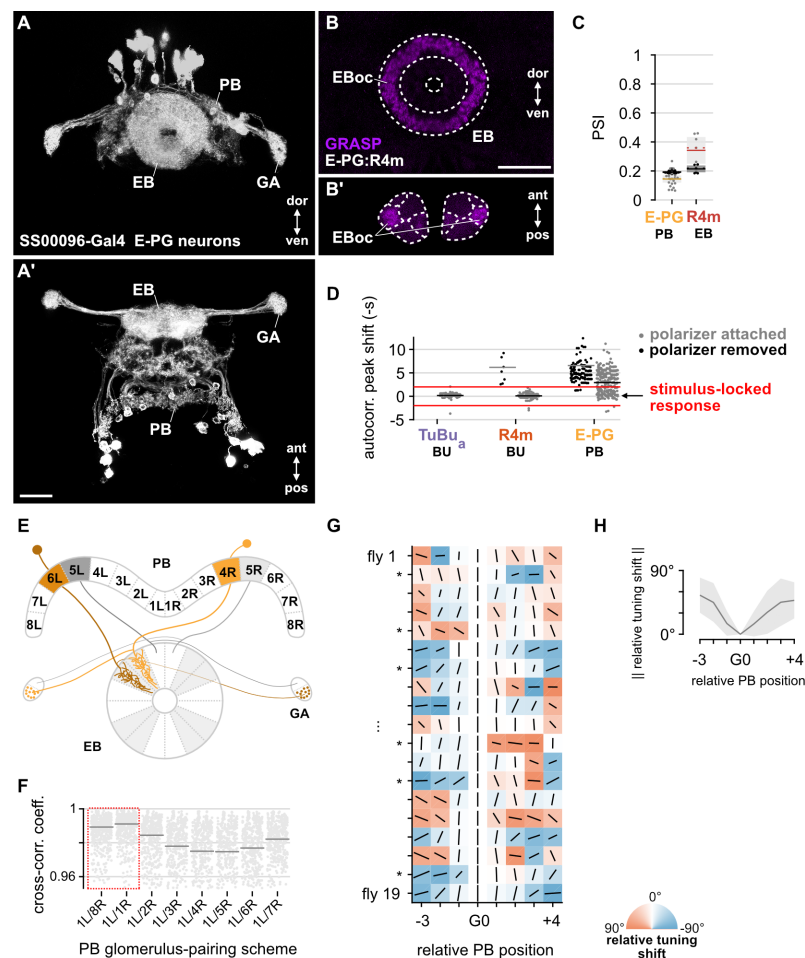 A
PB
EB
GA
dor
ven
SS00096-Gal4 E-PG neurons
A'
EB
GA
PB
ant
pos
B
EBoc
dor
ven
GRASP
E-PG:R4m
EB
B'
ant
pos
EBoc
C
PSI
1
0.8
0.6
0.4
0.2
0
E-PG R4m
PB EB
D
autocorr. peak shift (-s)
10
5
0
-5
polarizer attached
polarizer removed
stimulus-locked
response
TuBua R4m E-PG
BU BU PB
E
PB
6L 5L 4L 3L 2L 1L 1R 2R 3R 4R 5R 6R
7L 7R
8L 8R
EB
GA
F
cross-corr. coeff.
1
0.96
1L/8R 1L/1R 1L/2R 1L/3R 1L/4R 1L/5R 1L/6R 1L/7R
PB glomerulus-pairing scheme
G
fly 1
*
*
*
...
*
*
*
fly 19
-3 G0 +4
relative PB position
H
|| relative tuning shift ||
90°
0°
-3 G0 +4
relative PB position
0°
90° -90°
relative tuning
shift